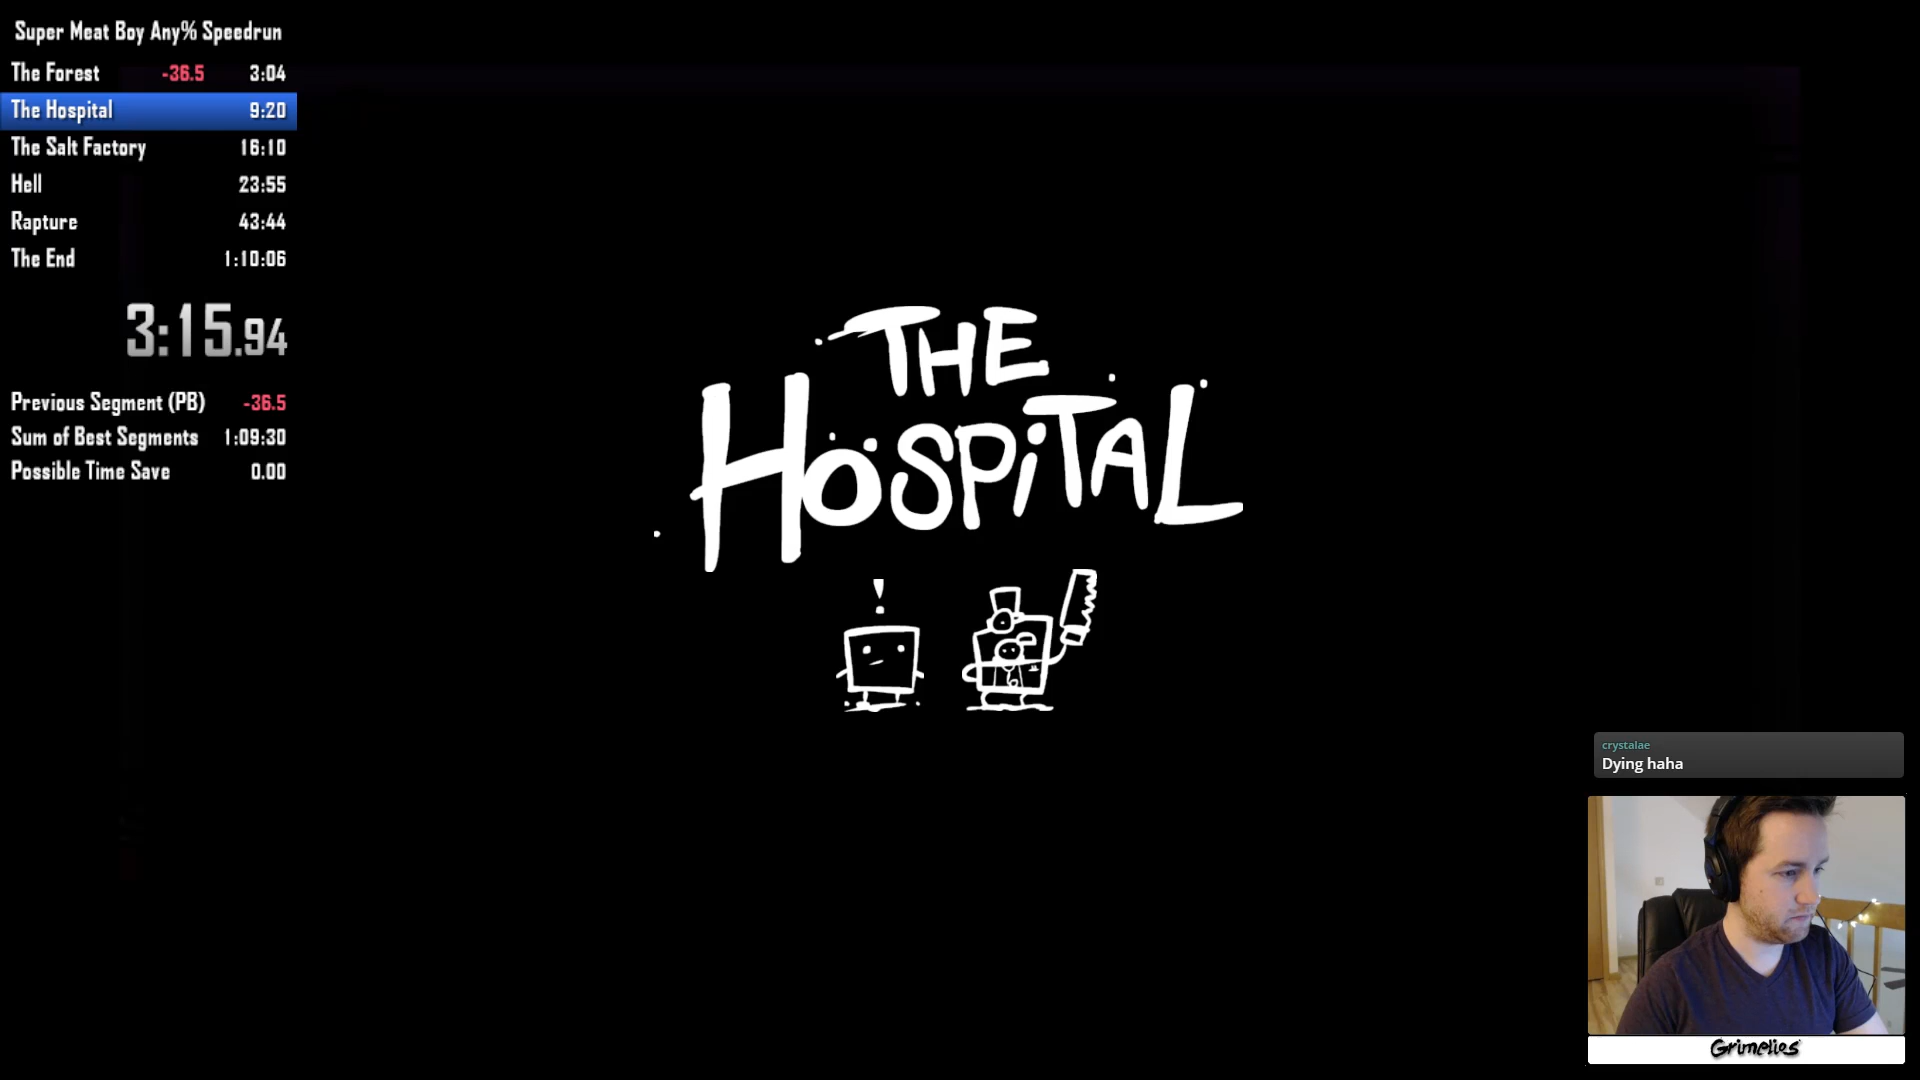 Super Meat Boy Any% Speedrun
The Forest -36.5 3:04
The Hospital 9:20
The Salt Factory 16:10
Hell 23:55
Rapture 43:44
The End 1:10:06
3:15.94
Previous Segment (PB) -36.5
Sum of Best Segments 1:09:30
Possible Time Save 0.00
THE
HOSPiTAL
!
crystalae
Dying haha
Grimelios